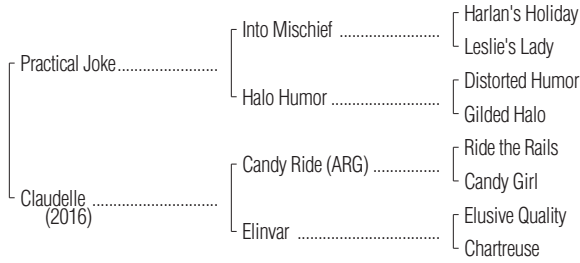 Harlan's Holiday
Into Mischief
Leslie's Lady
Practical Joke
Distorted Humor
Halo Humor
Gilded Halo
Ride the Rails
Candy Ride (ARG)
Candy Girl
Claudelle
(2016)
Elusive Quality
Elinvar
Chartreuse